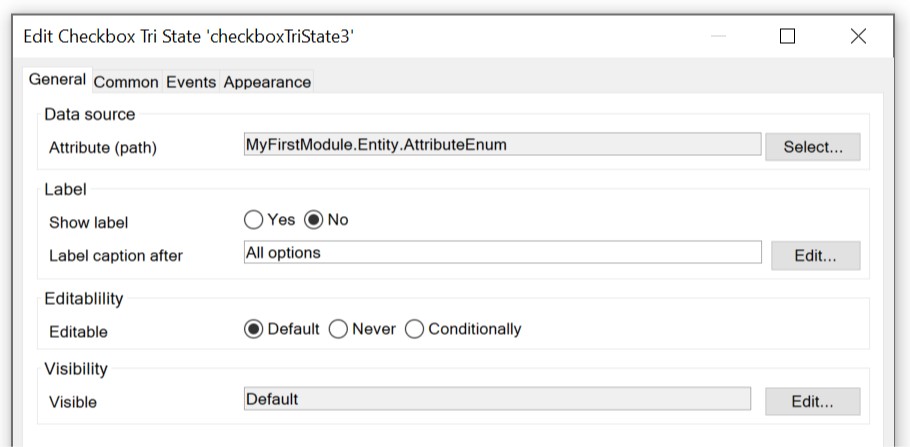 Edit Checkbox Tri State 'checkboxTriState3'
General Common Events Appearance
Data source
Attribute (path) MyFirstModule.Entity.AttributeEnum Select...
Label
Show label Yes No
Label caption after All options Edit...
Editablility
Editable Default Never Conditionally
Visibility
Visible Default Edit...